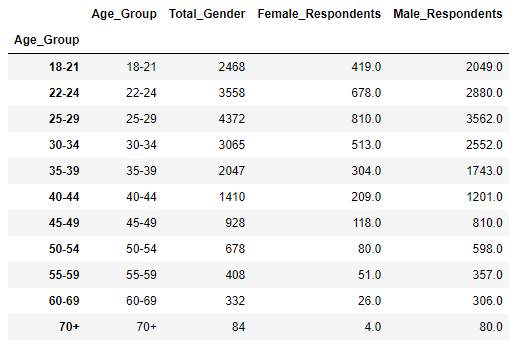 Age_Group Total_Gender Female_Respondents Male_Respondents
Age_Group
18-21 18-21 2468 419.0 2049.0
22-24 22-24 3558 678.0 2880.0
25-29 25-29 4372 810.0 3562.0
30-34 30-34 3065 513.0 2552.0
35-39 35-39 2047 304.0 1743.0
40-44 40-44 1410 209.0 1201.0
45-49 45-49 928 118.0 810.0
50-54 50-54 678 80.0 598.0
55-59 55-59 408 51.0 357.0
60-69 60-69 332 26.0 306.0
70+ 70+ 84 4.0 80.0